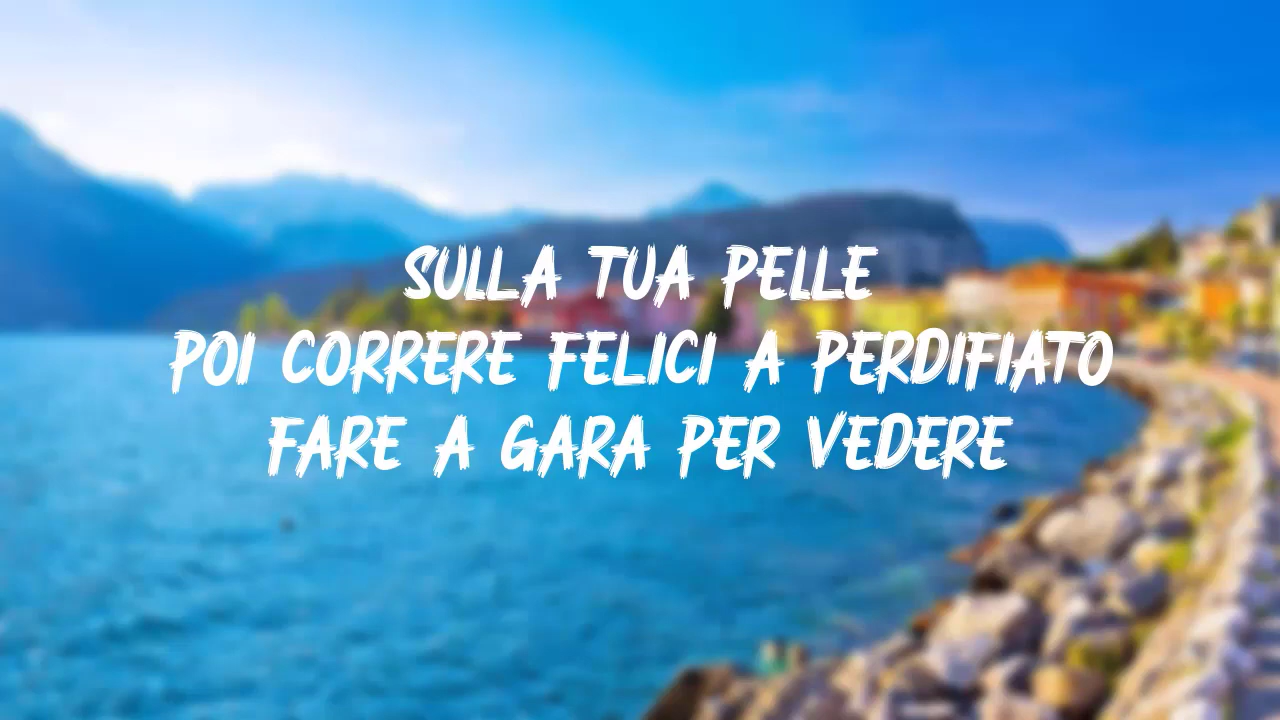 SULLA TUA PELLE
POI CORRERE FELICI A PERDIFIATO
FARE A GARA PER VEDERE